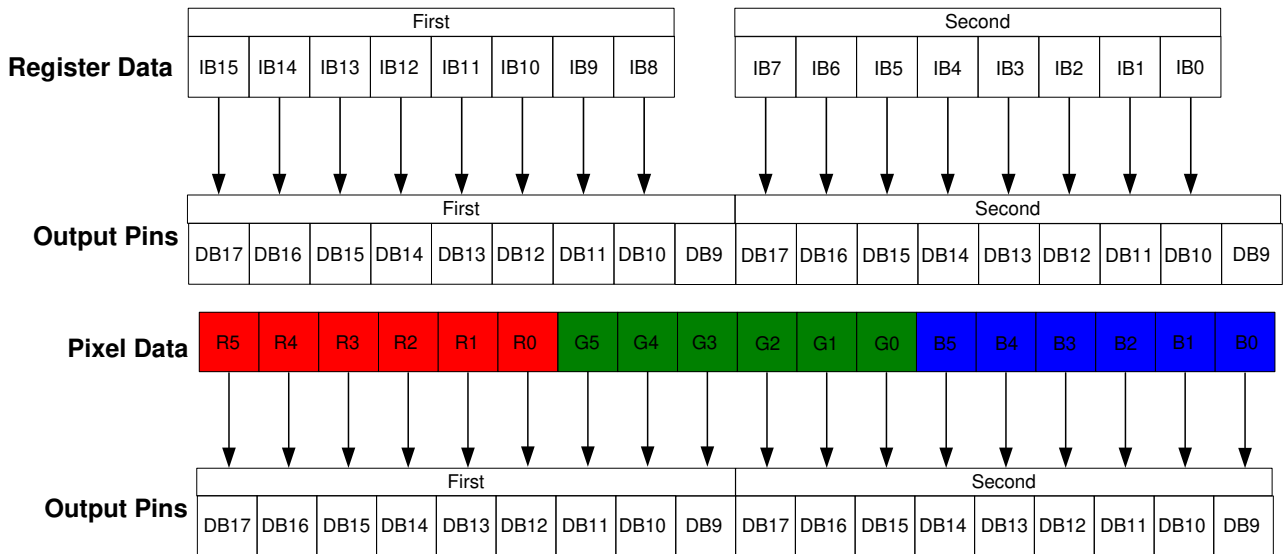 First Second
Register Data IB15 IB14 IB13 IB12 IB11 IB10 IB9 IB8 IB7 IB6 IB5 IB4 IB3 IB2 IB1 IB0
First Second
Output Pins DB17 DB16 DB15 DB14 DB13 DB12 DB11 DB10 DB9 DB17 DB16 DB15 DB14 DB13 DB12 DB11 DB10 DB9
Pixel Data R5 R4 R3 R2 R1 R0 G5 G4 G3 G2 G1 G0 B5 B4 B3 B2 B1 B0
First Second
Output Pins DB17 DB16 DB15 DB14 DB13 DB12 DB11 DB10 DB9 DB17 DB16 DB15 DB14 DB13 DB12 DB11 DB10 DB9